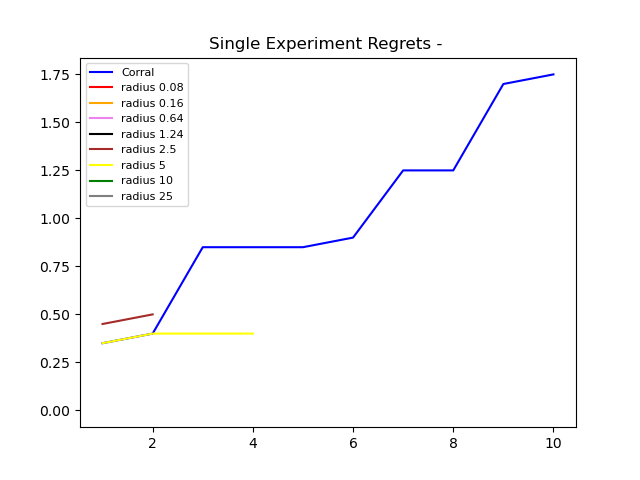 Single Experiment Regrets -
1.75
1.50
1.25
1.00
0.75
0.50
0.25
0.00
Corral
radius 0.08
radius 0.16
radius 0.64
radius 1.24
radius 2.5
radius 5
radius 10
radius 25
2 4 6 8 10